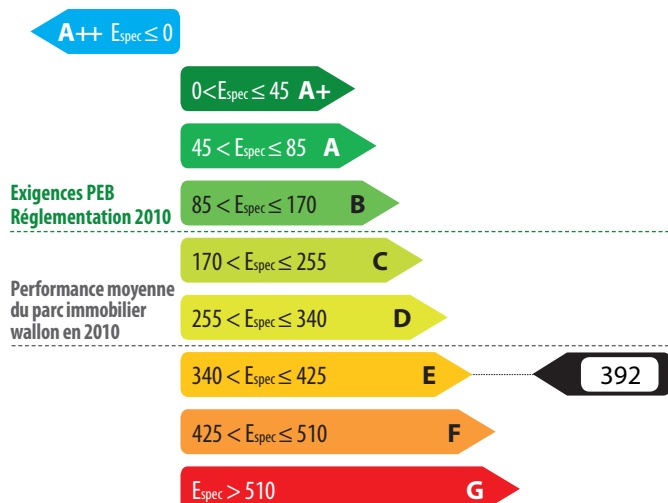 A++ Espec ≤ 0
0<Espec ≤ 45 A+
45 < Espec ≤ 85 A
Exigences PEB
Réglementation 2010
85 < Espec ≤ 170 B
170 < Espec ≤ 255 C
Performance moyenne
du parc immobilier
wallon en 2010
255 < Espec ≤ 340 D
340 < Espec ≤ 425 E 392
425 < Espec ≤ 510 F
Espec > 510 G